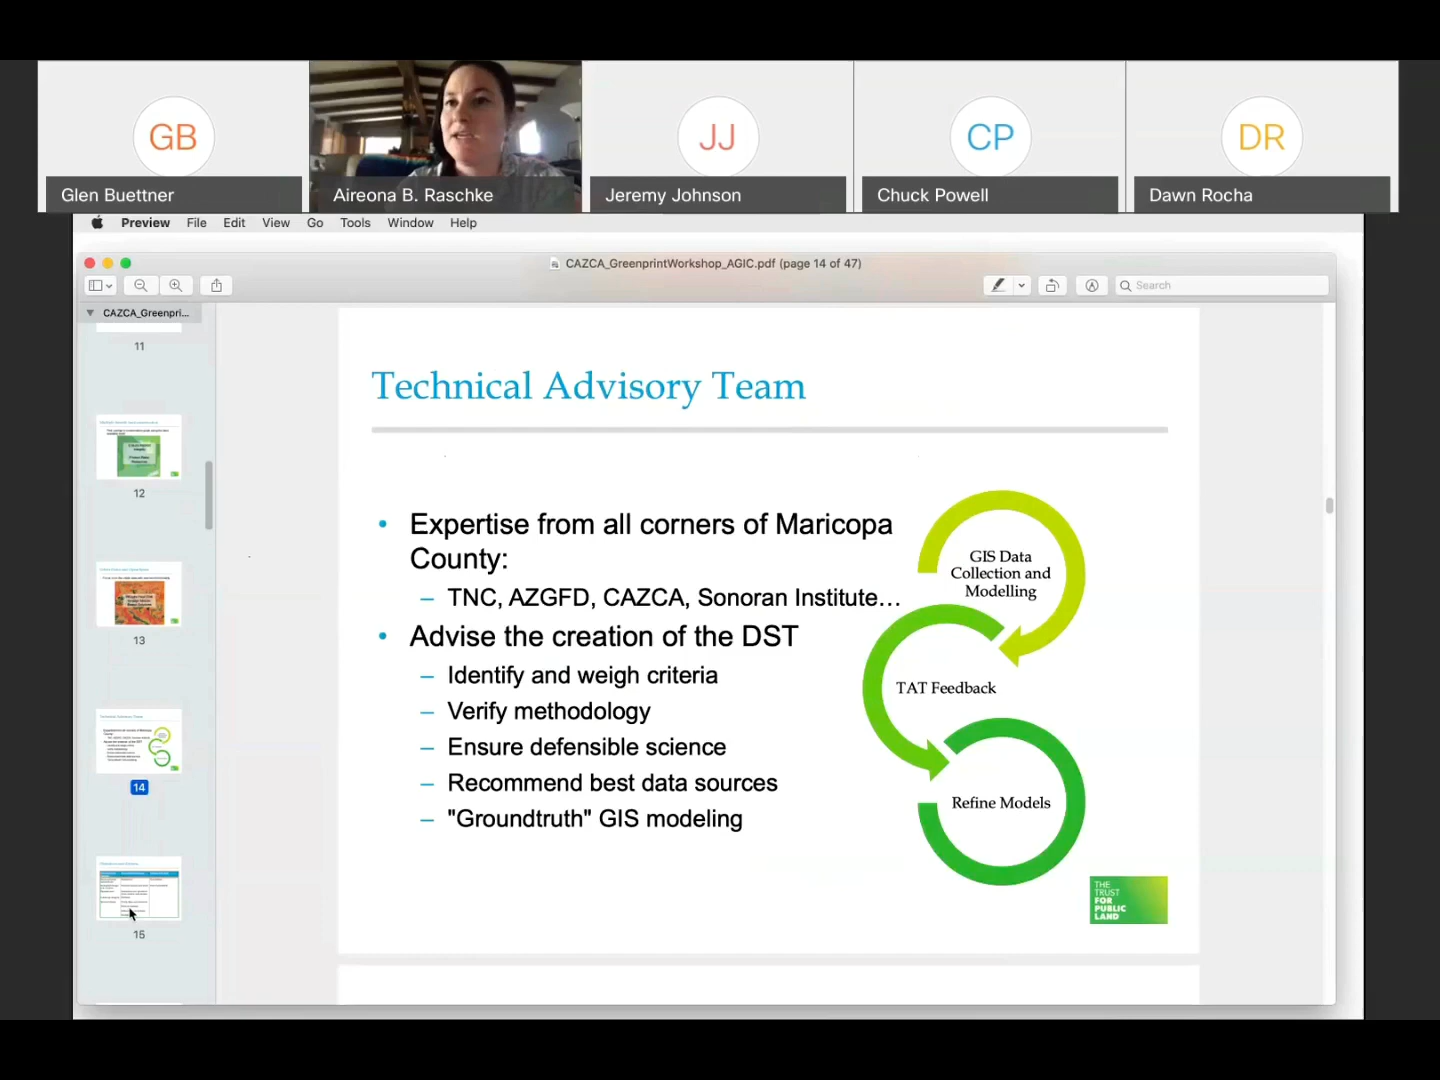 GB
JJ
CP
DR
Glen Buettner
Aireona B. Raschke
Jeremy Johnson
Chuck Powell
Dawn Rocha
Preview File Edit View Go Tools Window Help
CAZCA_GreenprintWorkshop_AGIC.pdf (page 14 of 47)
Search
CAZCA_Greenpri...
11
12
13
Technical Advisory Team
14
15
Technical Advisory Team
• Expertise from all corners of Maricopa
County:
– TNC, AZGFD, CAZCA, Sonoran Institute…
• Advise the creation of the DST
– Identify and weigh criteria
– Verify methodology
– Ensure defensible science
– Recommend best data sources
– "Groundtruth" GIS modeling
GIS Data
Collection and
Modelling
TAT Feedback
Refine Models
THE
TRUST
FOR
PUBLIC
LAND